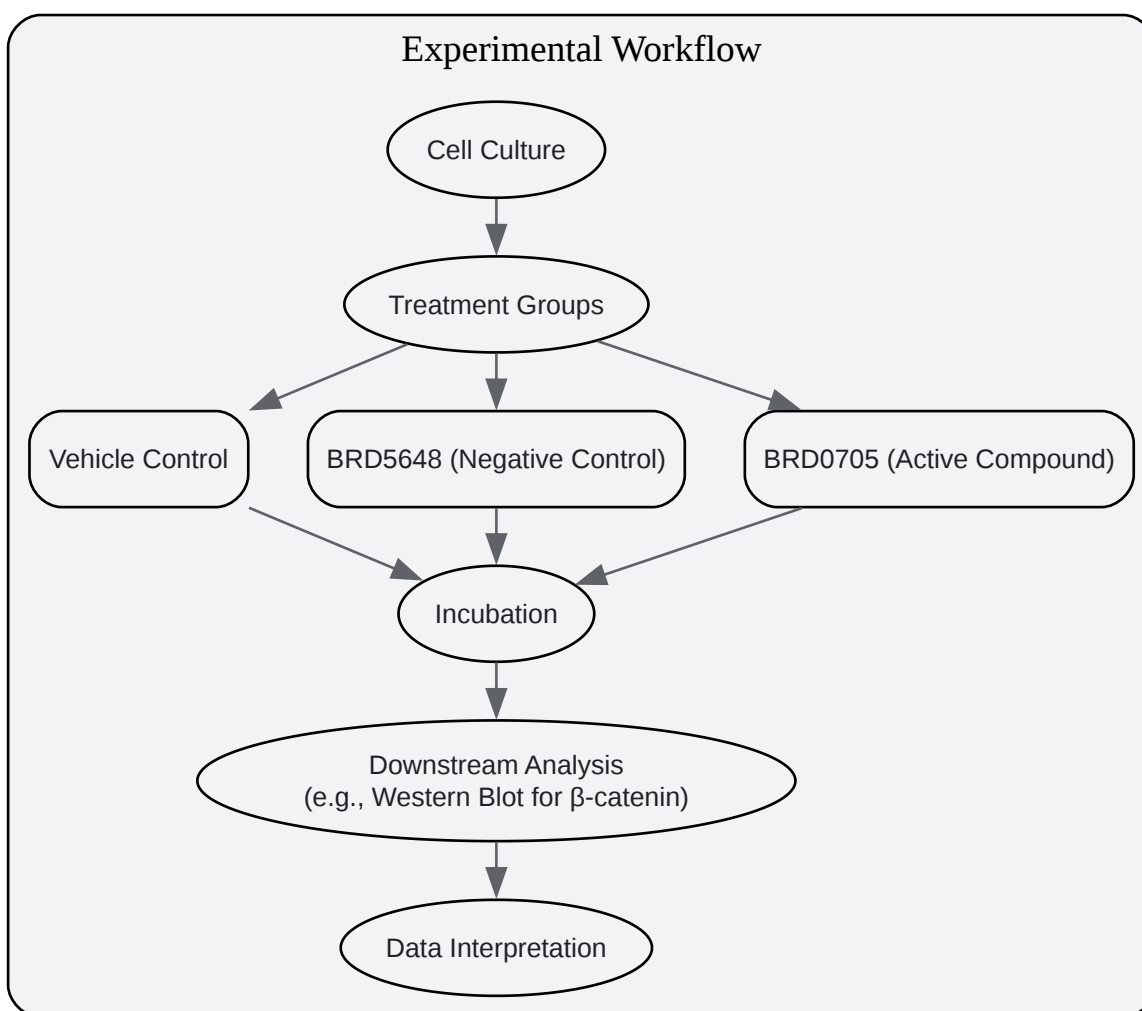 Experimental Workflow
Cell Culture
Treatment Groups
Vehicle Control
BRD5648 (Negative Control)
BRD0705 (Active Compound)
Incubation
Downstream Analysis
(e.g., Western Blot for β-catenin)
Data Interpretation